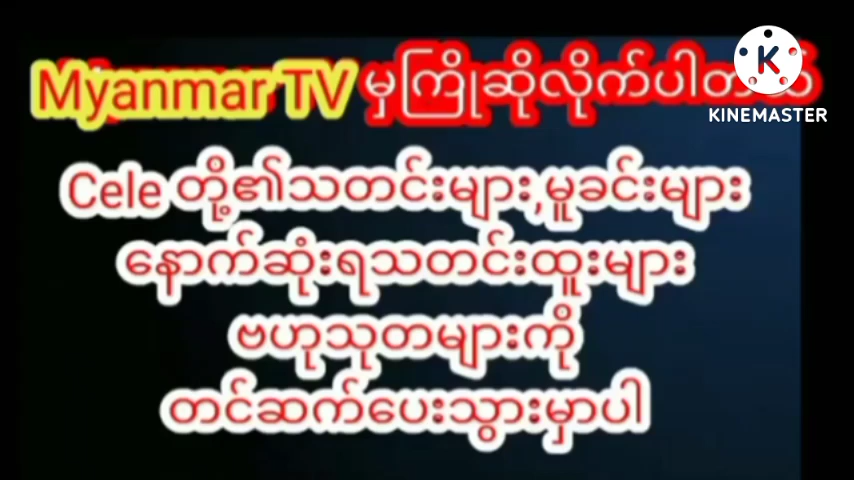 Myanmar TV မှကြိုဆိုလိုက်ပါတယ်
KINEMASTER
Cele တို့၏သတင်းများ,မူခင်းများ
နောက်ဆုံးရသတင်းထူးများ
ဗဟုသုတများကို
တင်ဆက်ပေးသွားမှာပါ